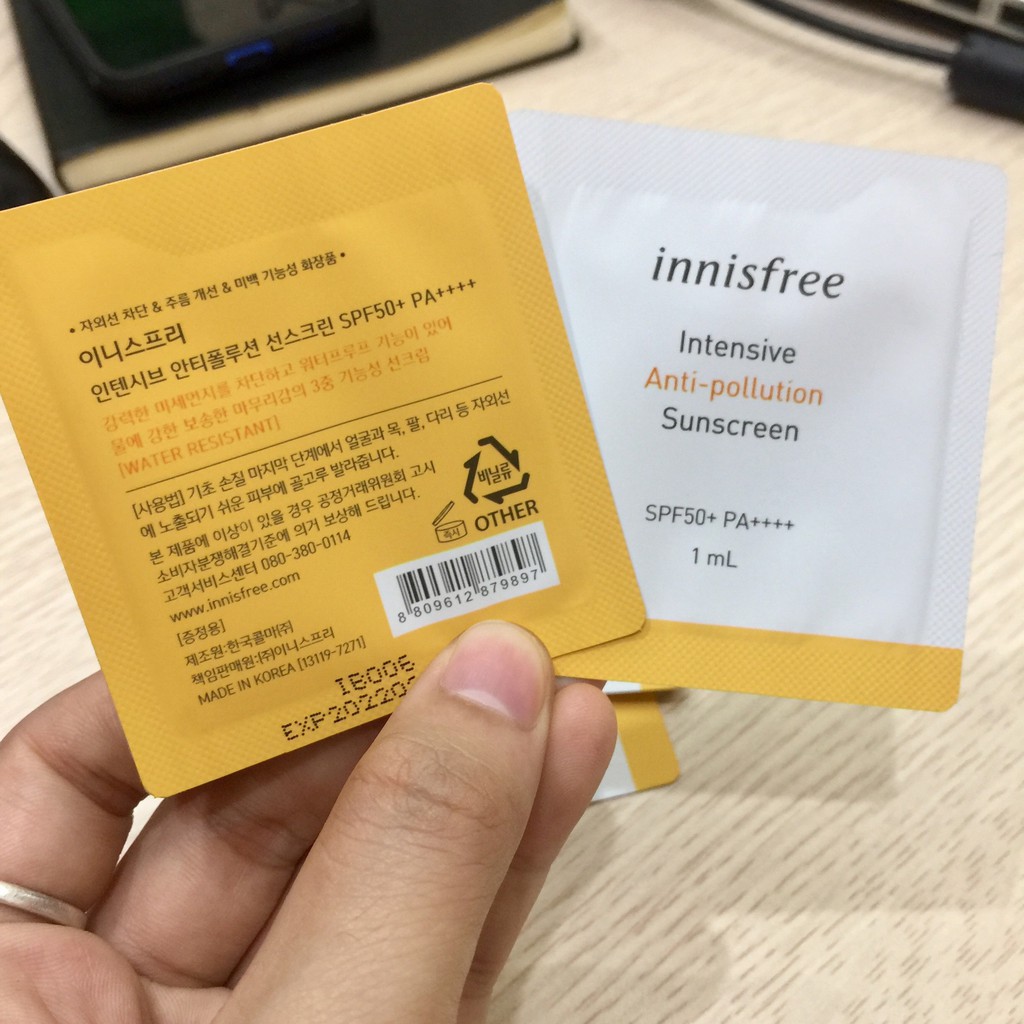 • 자외선 차단 & 주름 개선 & 미백 기능성 화장품 •
이니스프리
인텐시브 안티폴루션 선스크린 SPF50+ PA++++
강력한 미세먼지를 차단하고 워터프루프 기능이 있어
물에 강한 보송한 마무리감의 3중 기능성 선크림
[WATER RESISTANT]
[사용법] 기초 손질 마지막 단계에서 얼굴과 목, 팔, 다리 등 자외선
에 노출되기 쉬운 피부에 골고루 발라줍니다.
본 제품에 이상이 있을 경우 공정거래위원회 고시
소비자분쟁해결기준에 의거 보상해 드립니다.
고객서비스센터 080-380-0114
www.innisfree.com
[증정용]
제조원:한국콜마(주)
책임판매원:(주)이니스프리
MADE IN KOREA [13119-7271]
비닐류
OTHER
즉시
8 809612 879897
IB006
EXP202206
innisfree
Intensive
Anti-pollution
Sunscreen
SPF50+ PA++++
1 mL